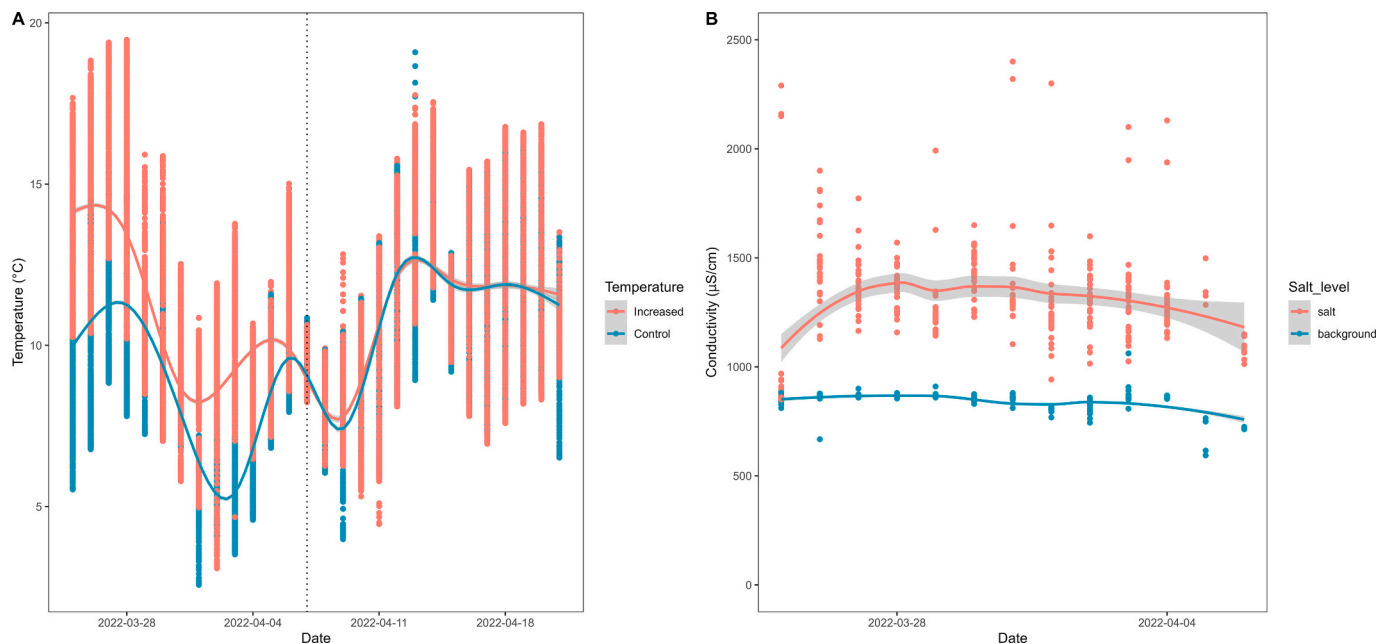 A
Temperature (°C)
20
15
10
5
2022-03-28
2022-04-04
2022-04-11
2022-04-18
Date
Temperature
Increased
Control
B
Conductivity (µS/cm)
2500
2000
1500
1000
500
0
2022-03-28
2022-04-04
Date
Salt_level
salt
background